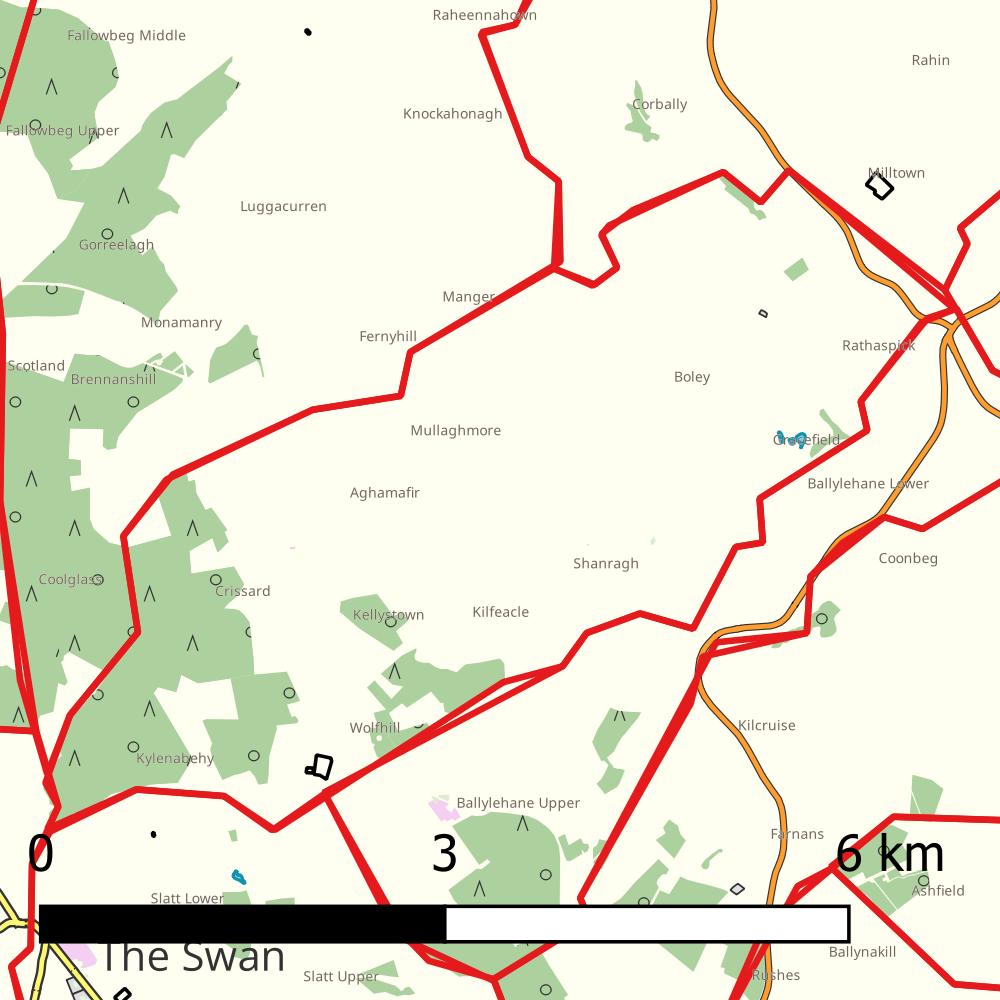 Raheennahown
Fallowbeg Middle
Rahin
Corbally
Knockahonagh
Fallowbeg Upper
Milltown
Luggacurren
Gorreelagh
Manger
Monamanry
Fernyhill
Rathaspick
Scotland
Brennanshill
Boley
Mullaghmore
Gracefield
Ballylehane Lower
Aghamafir
Coonbeg
Shanragh
Coolglass
Crissard
Kellystown
Kilfeacle
Kilcruise
Wolfhill
Kylenabehy
Ballylehane Upper
Farnans
0 3 6 km
Ashfield
Slatt Lower
Ballynakill
The Swan
Slatt Upper
Rushes